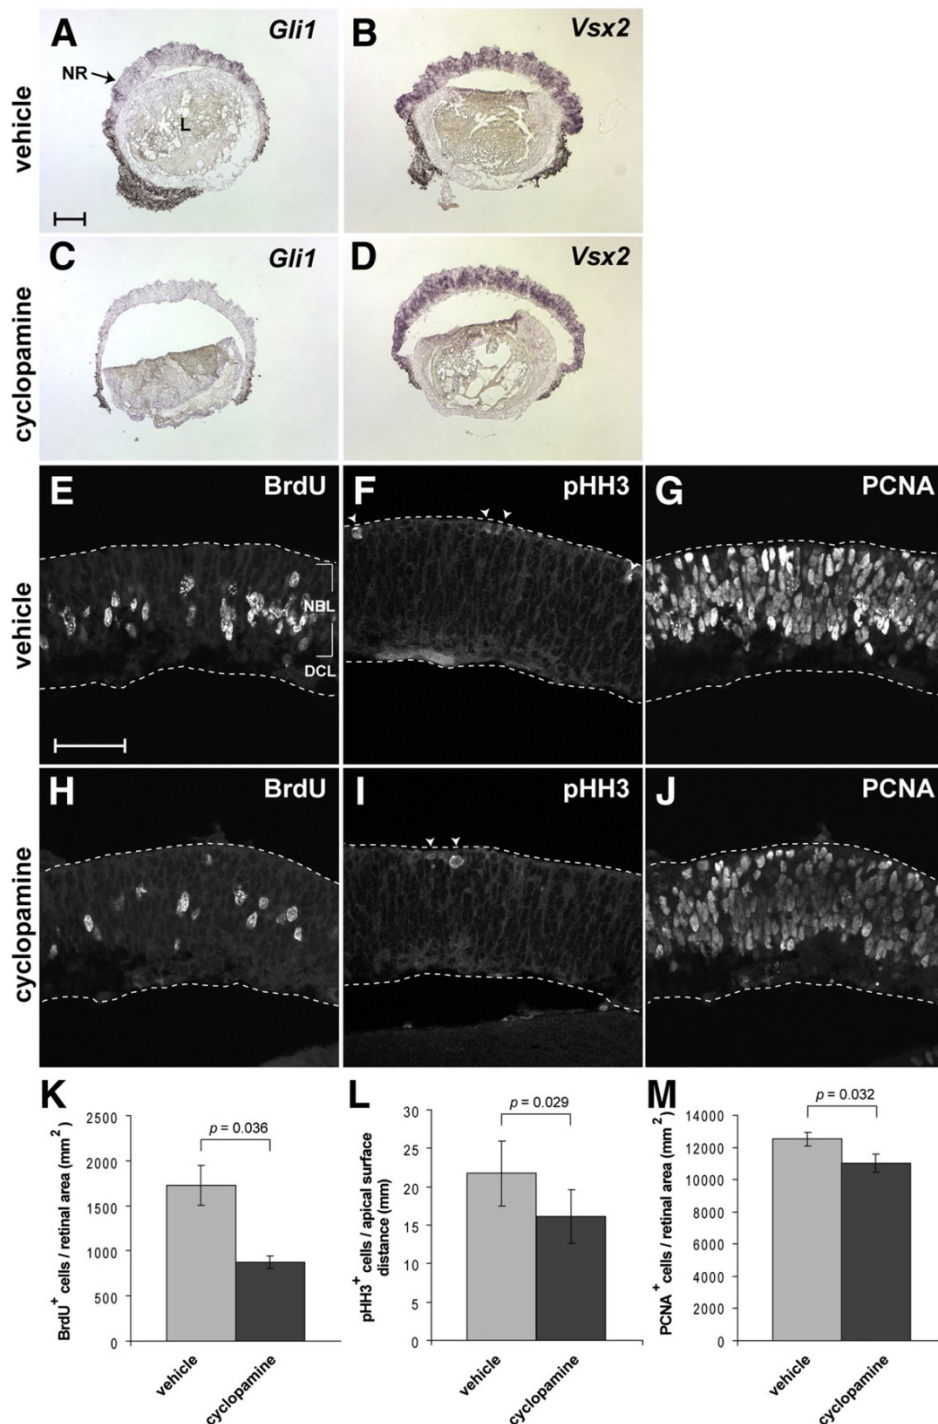 A Gli1
B Vsx2
NR
L
vehicle
C Gli1
D Vsx2
cyclopamine
E BrdU
F pHH3
G PCNA
NBL
DCL
vehicle
H BrdU
I pHH3
J PCNA
cyclopamine
K
BrdU+ cells / retinal area (mm2)
2500
2000
1500
1000
500
0
p = 0.036
vehicle
cyclopamine
L
pHH3+ cells / apical surface
distance (mm)
30
25
20
15
10
5
0
p = 0.029
vehicle
cyclopamine
M
PCNA+ cells / retinal area (mm2)
14000
12000
10000
8000
6000
4000
2000
0
p = 0.032
vehicle
cyclopamine